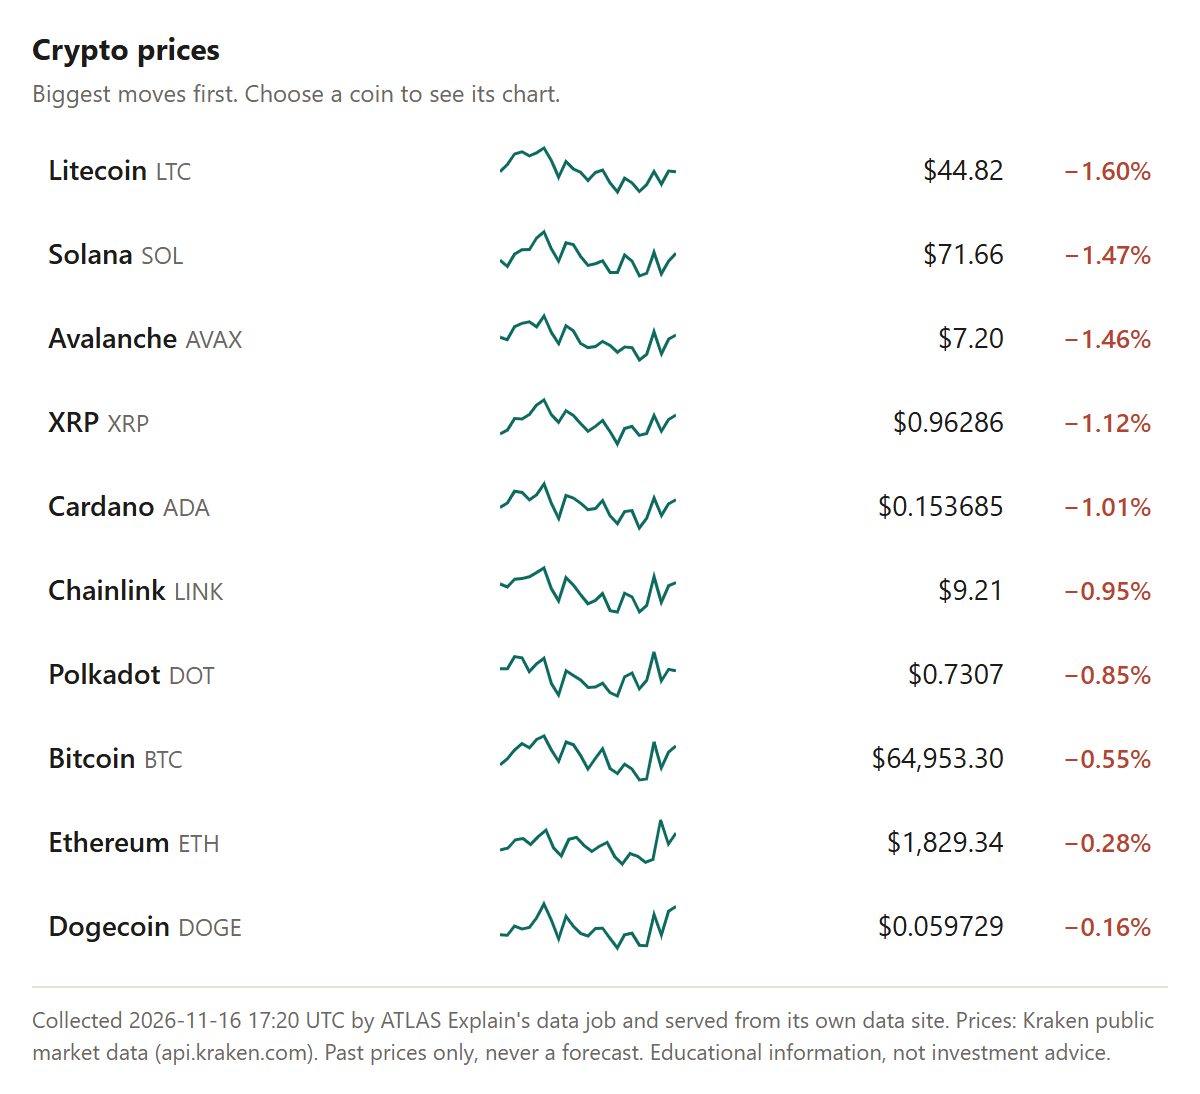 Crypto prices
Biggest moves first. Choose a coin to see its chart.
Litecoin LTC $44.82 −1.60%
Solana SOL $71.66 −1.47%
Avalanche AVAX $7.20 −1.46%
XRP XRP $0.96286 −1.12%
Cardano ADA $0.153685 −1.01%
Chainlink LINK $9.21 −0.95%
Polkadot DOT $0.7307 −0.85%
Bitcoin BTC $64,953.30 −0.55%
Ethereum ETH $1,829.34 −0.28%
Dogecoin DOGE $0.059729 −0.16%
Collected 2026-11-16 17:20 UTC by ATLAS Explain's data job and served from its own data site. Prices: Kraken public
market data (api.kraken.com). Past prices only, never a forecast. Educational information, not investment advice.